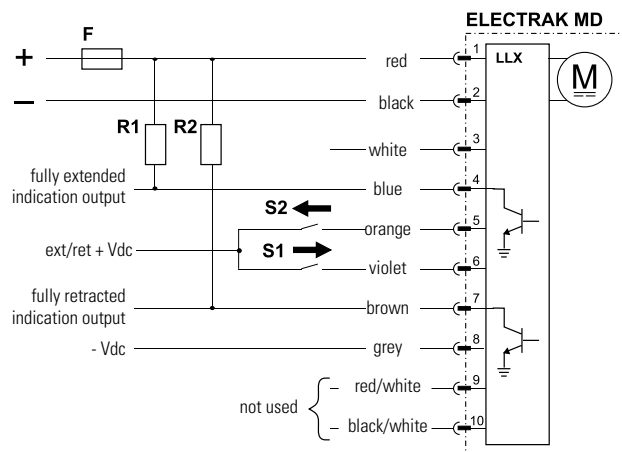 ELECTRAK MD
F
+
red
1
LLX
M
–
black
2
R1
R2
white
3
fully extended
indication output
blue
4
S2
orange
5
ext/ret + Vdc
S1
violet
6
fully retracted
indication output
brown
7
- Vdc
grey
8
not used
red/white
9
black/white
10